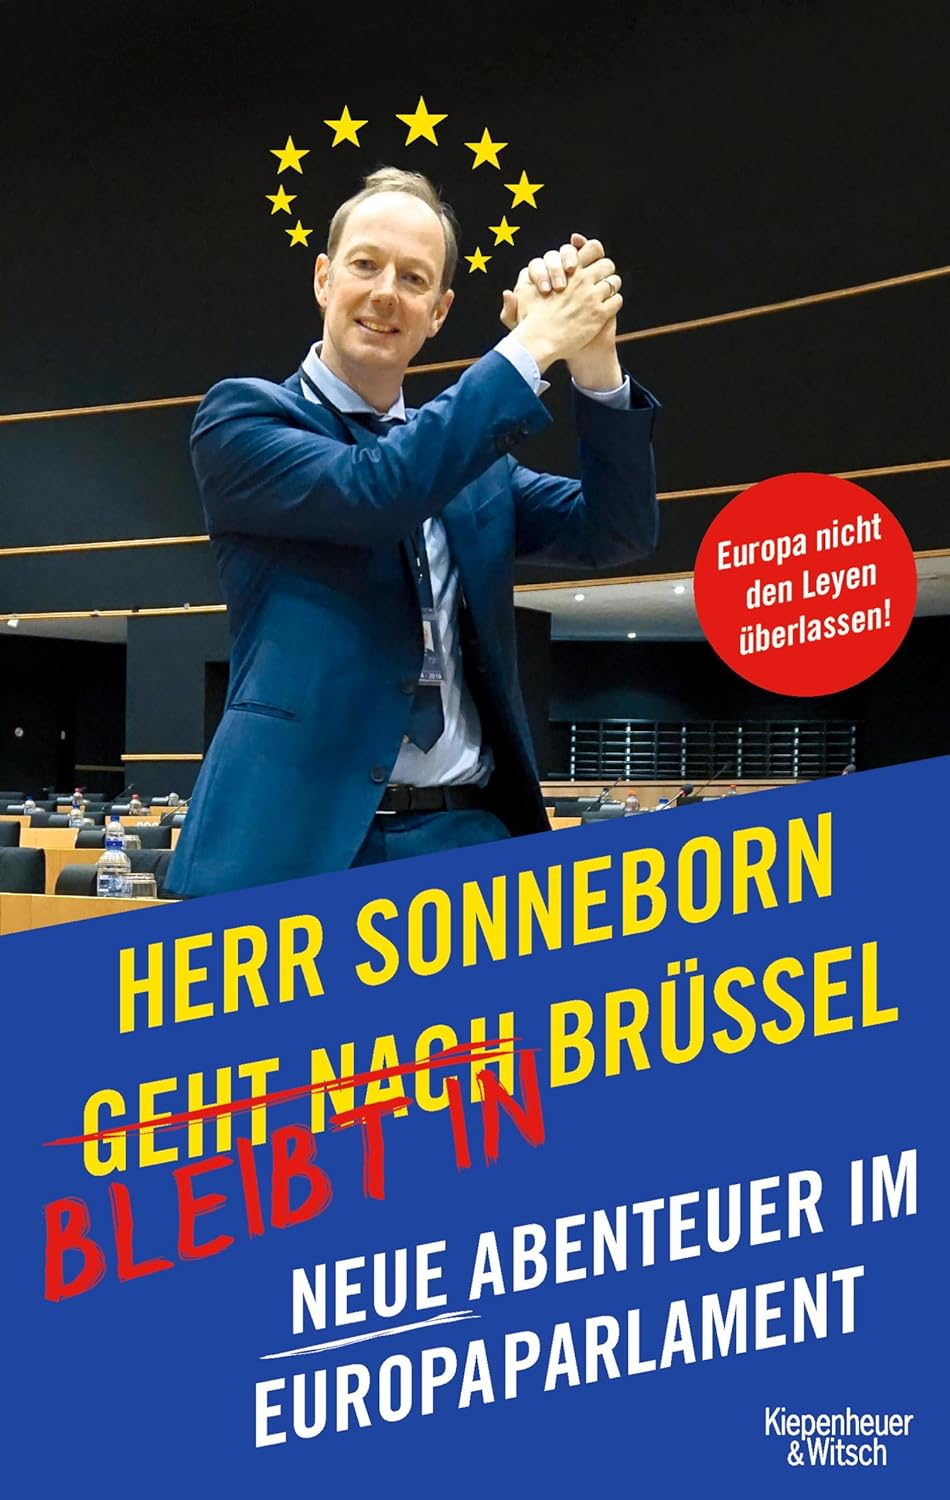 Europa nicht
den Leyen
überlassen!
HERR SONNEBORN
GEHT NACH BRÜSSEL
BLEIBT IN
NEUE ABENTEUER IM
EUROPAPARLAMENT
Kiepenheuer
&Witsch